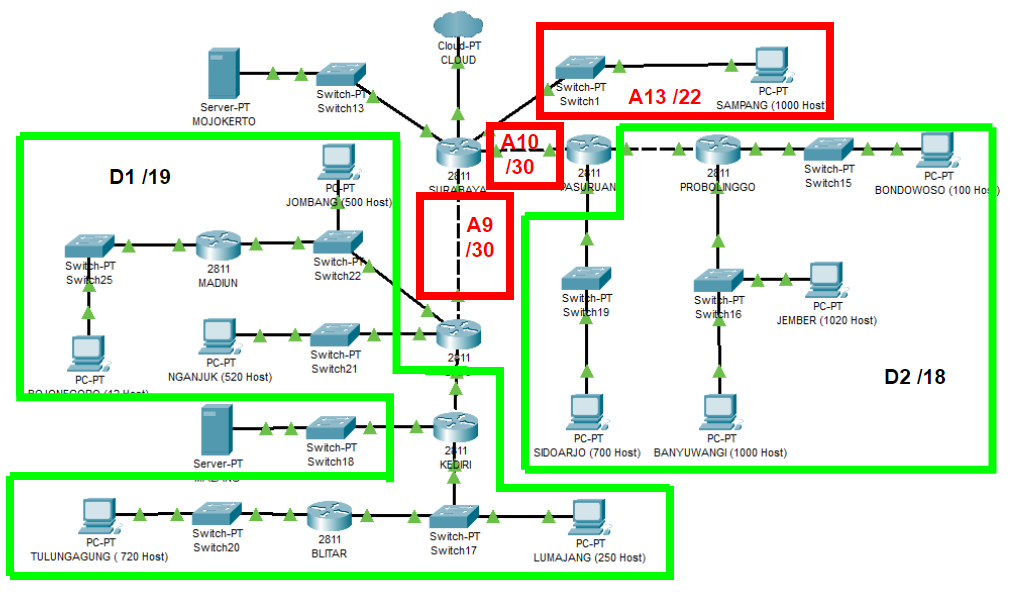 Cloud-PT
CLOUD
Server-PT
MOJOKERTO
Switch-PT
Switch13
Switch-PT
Switch1
A13 /22
PC-PT
SAMPANG (1000 Host)
D1 /19
PC-PT
JOMBANG (500 Host)
2811
SURABAYA
A10
/30
2811
PASURUAN
2811
PROBOLINGGO
Switch-PT
Switch15
PC-PT
BONDOWOSO (100 Host)
Switch-PT
Switch25
2811
MADIUN
Switch-PT
Switch22
A9
/30
Switch-PT
Switch19
Switch-PT
Switch16
PC-PT
JEMBER (1020 Host)
PC-PT
PC-PT
NGANJUK (520 Host)
Switch-PT
Switch21
2811
D2 /18
Server-PT
Switch-PT
Switch18
2811
KEDIRI
PC-PT
SIDOARJO (700 Host)
PC-PT
BANYUWANGI (1000 Host)
PC-PT
TULUNGAGUNG ( 720 Host)
Switch-PT
Switch20
2811
BLITAR
Switch-PT
Switch17
PC-PT
LUMAJANG (250 Host)